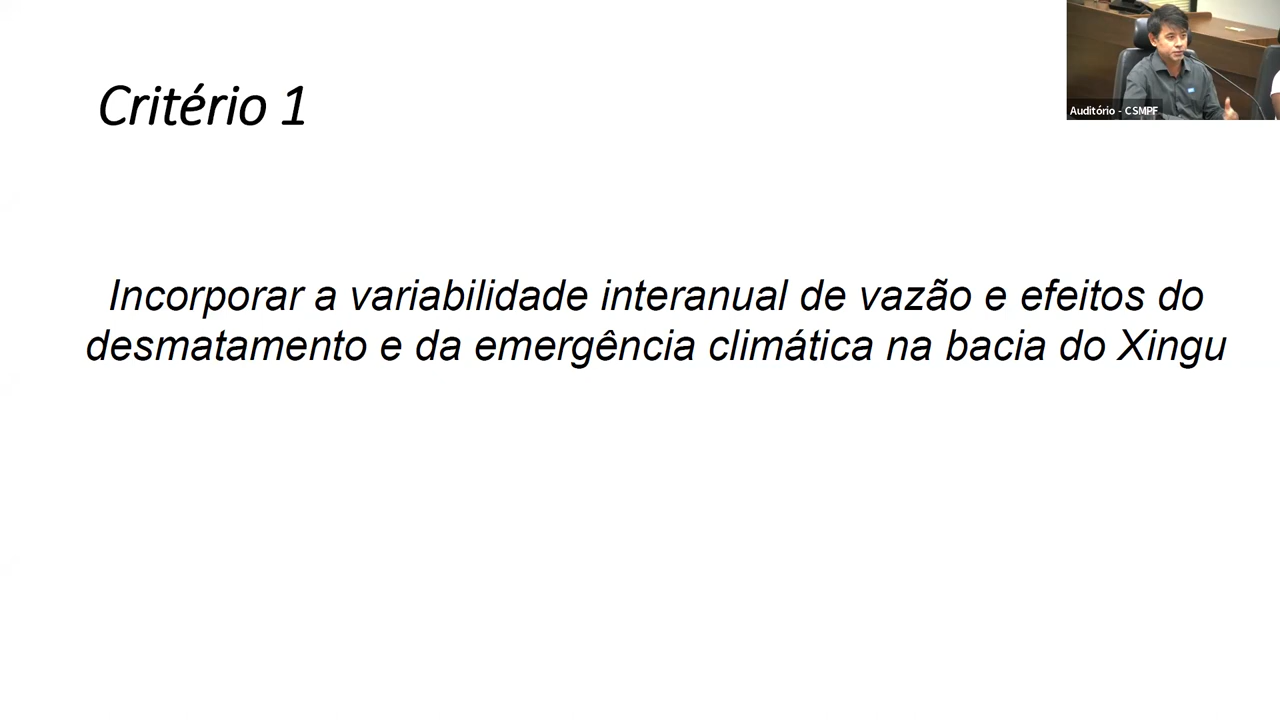 Critério 1
Auditório - CSMPF
Incorporar a variabilidade interanual de vazão e efeitos do
desmatamento e da emergência climática na bacia do Xingu